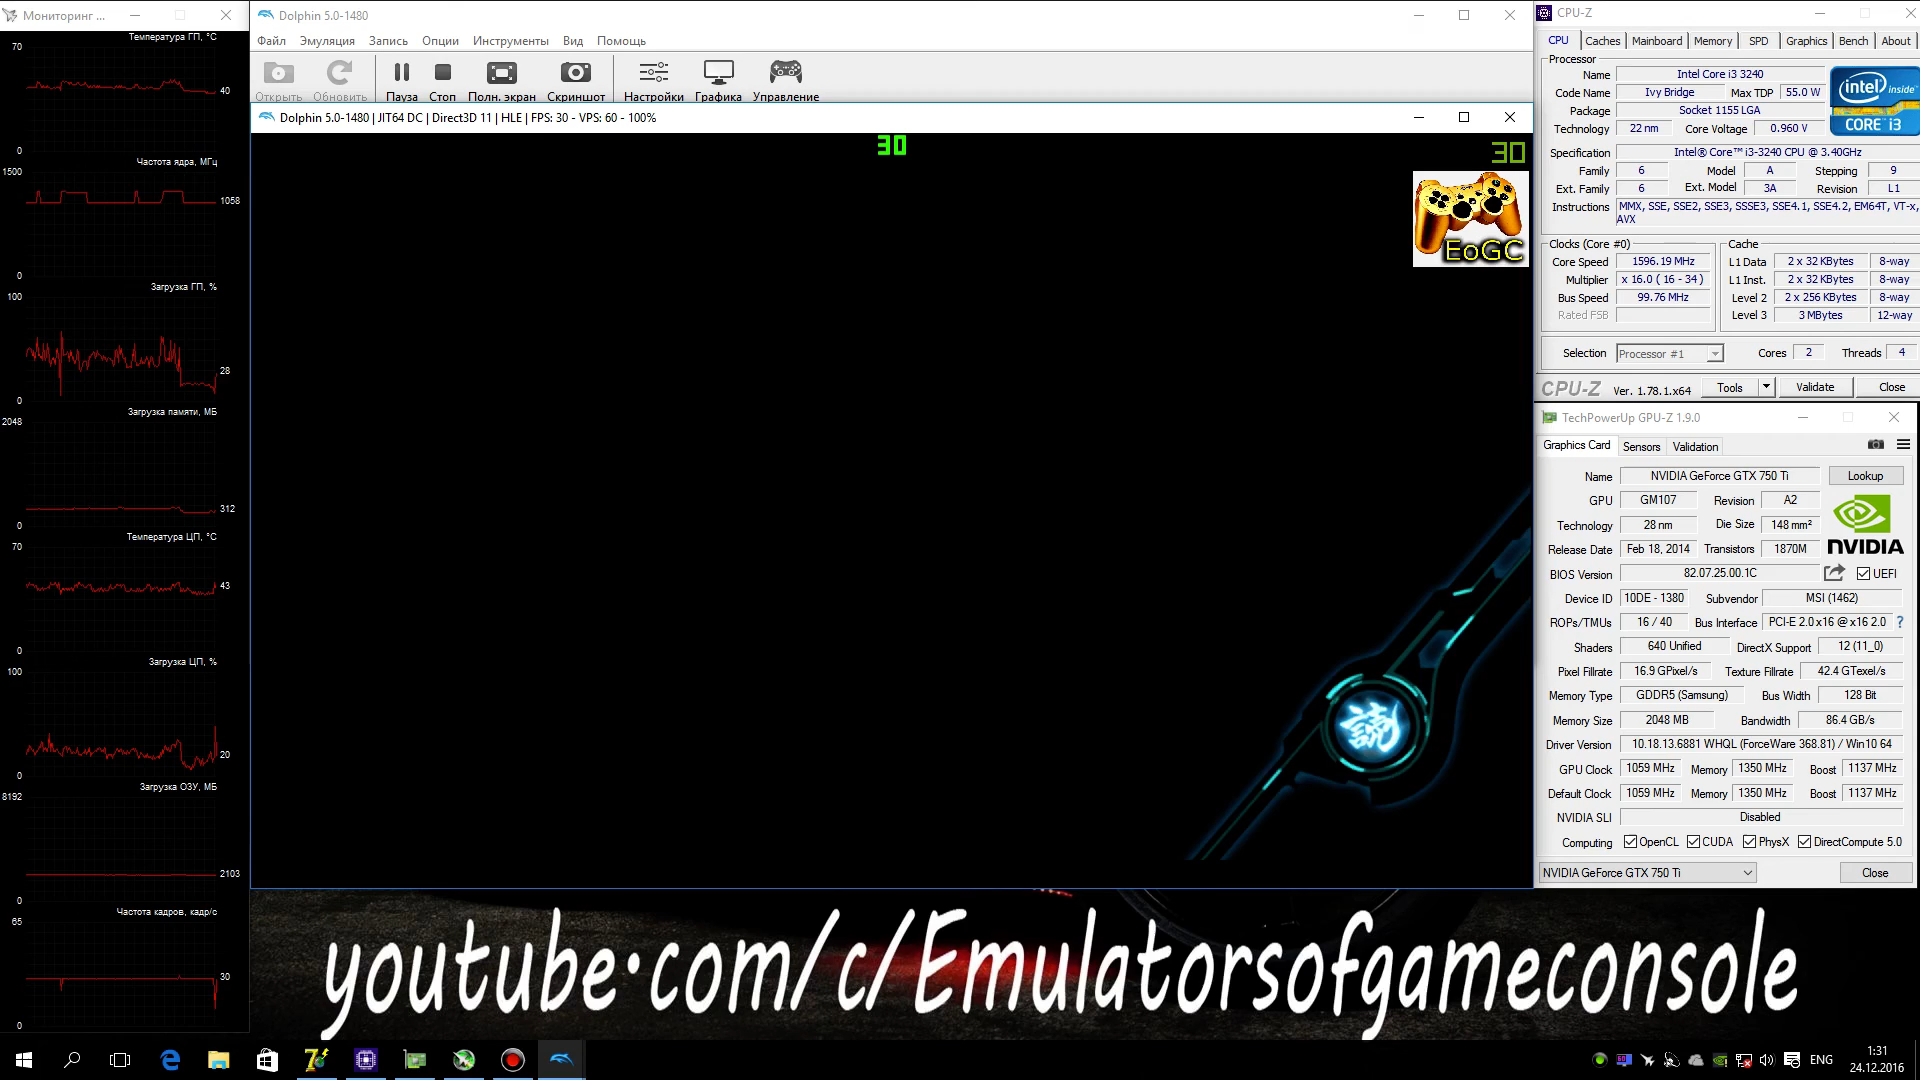 Мониторинг ...
Температура ГП, °C
70
40
0
Частота ядра, МГц
1500
1058
0
Загрузка ГП, %
100
28
0
Загрузка памяти, МБ
2048
312
0
Температура ЦП, °C
70
43
0
Загрузка ЦП, %
100
20
0
Загрузка ОЗУ, МБ
8192
2103
0
Частота кадров, кадр/с
65
30
0
Dolphin 5.0-1480
Файл Эмуляция Запись Опции Инструменты Вид Помощь
Открыть Обновить Пауза Стоп Полн. экран Скриншот Настройки Графика Управление
Dolphin 5.0-1480 | JIT64 DC | Direct3D 11 | HLE | FPS: 30 - VPS: 60 - 100%
30
30
EoGC
読
CPU-Z
CPU Caches Mainboard Memory SPD Graphics Bench About
Processor
Name Intel Core i3 3240
Code Name Ivy Bridge Max TDP 55.0 W
Package Socket 1155 LGA
Technology 22 nm Core Voltage 0.960 V
Specification Intel® Core™ i3-3240 CPU @ 3.40GHz
Family 6 Model A Stepping 9
Ext. Family 6 Ext. Model 3A Revision L1
Instructions MMX, SSE, SSE2, SSE3, SSSE3, SSE4.1, SSE4.2, EM64T, VT-x,
AVX
intel inside
CORE i3
Clocks (Core #0)
Core Speed 1596.19 MHz
Multiplier x 16.0 ( 16 - 34 )
Bus Speed 99.76 MHz
Rated FSB
Cache
L1 Data 2 x 32 KBytes 8-way
L1 Inst. 2 x 32 KBytes 8-way
Level 2 2 x 256 KBytes 8-way
Level 3 3 MBytes 12-way
Selection Processor #1 Cores 2 Threads 4
CPU-Z Ver. 1.78.1.x64 Tools Validate Close
TechPowerUp GPU-Z 1.9.0
Graphics Card Sensors Validation
Name NVIDIA GeForce GTX 750 Ti Lookup
GPU GM107 Revision A2
Technology 28 nm Die Size 148 mm²
Release Date Feb 18, 2014 Transistors 1870M
NVIDIA
BIOS Version 82.07.25.00.1C UEFI
Device ID 10DE - 1380 Subvendor MSI (1462)
ROPs/TMUs 16 / 40 Bus Interface PCI-E 2.0 x16 @ x16 2.0 ?
Shaders 640 Unified DirectX Support 12 (11_0)
Pixel Fillrate 16.9 GPixel/s Texture Fillrate 42.4 GTexel/s
Memory Type GDDR5 (Samsung) Bus Width 128 Bit
Memory Size 2048 MB Bandwidth 86.4 GB/s
Driver Version 10.18.13.6881 WHQL (ForceWare 368.81) / Win10 64
GPU Clock 1059 MHz Memory 1350 MHz Boost 1137 MHz
Default Clock 1059 MHz Memory 1350 MHz Boost 1137 MHz
NVIDIA SLI Disabled
Computing OpenCL CUDA PhysX DirectCompute 5.0
NVIDIA GeForce GTX 750 Ti Close
youtube.com/c/Emulatorsofgameconsole
ENG
1:31
24.12.2016